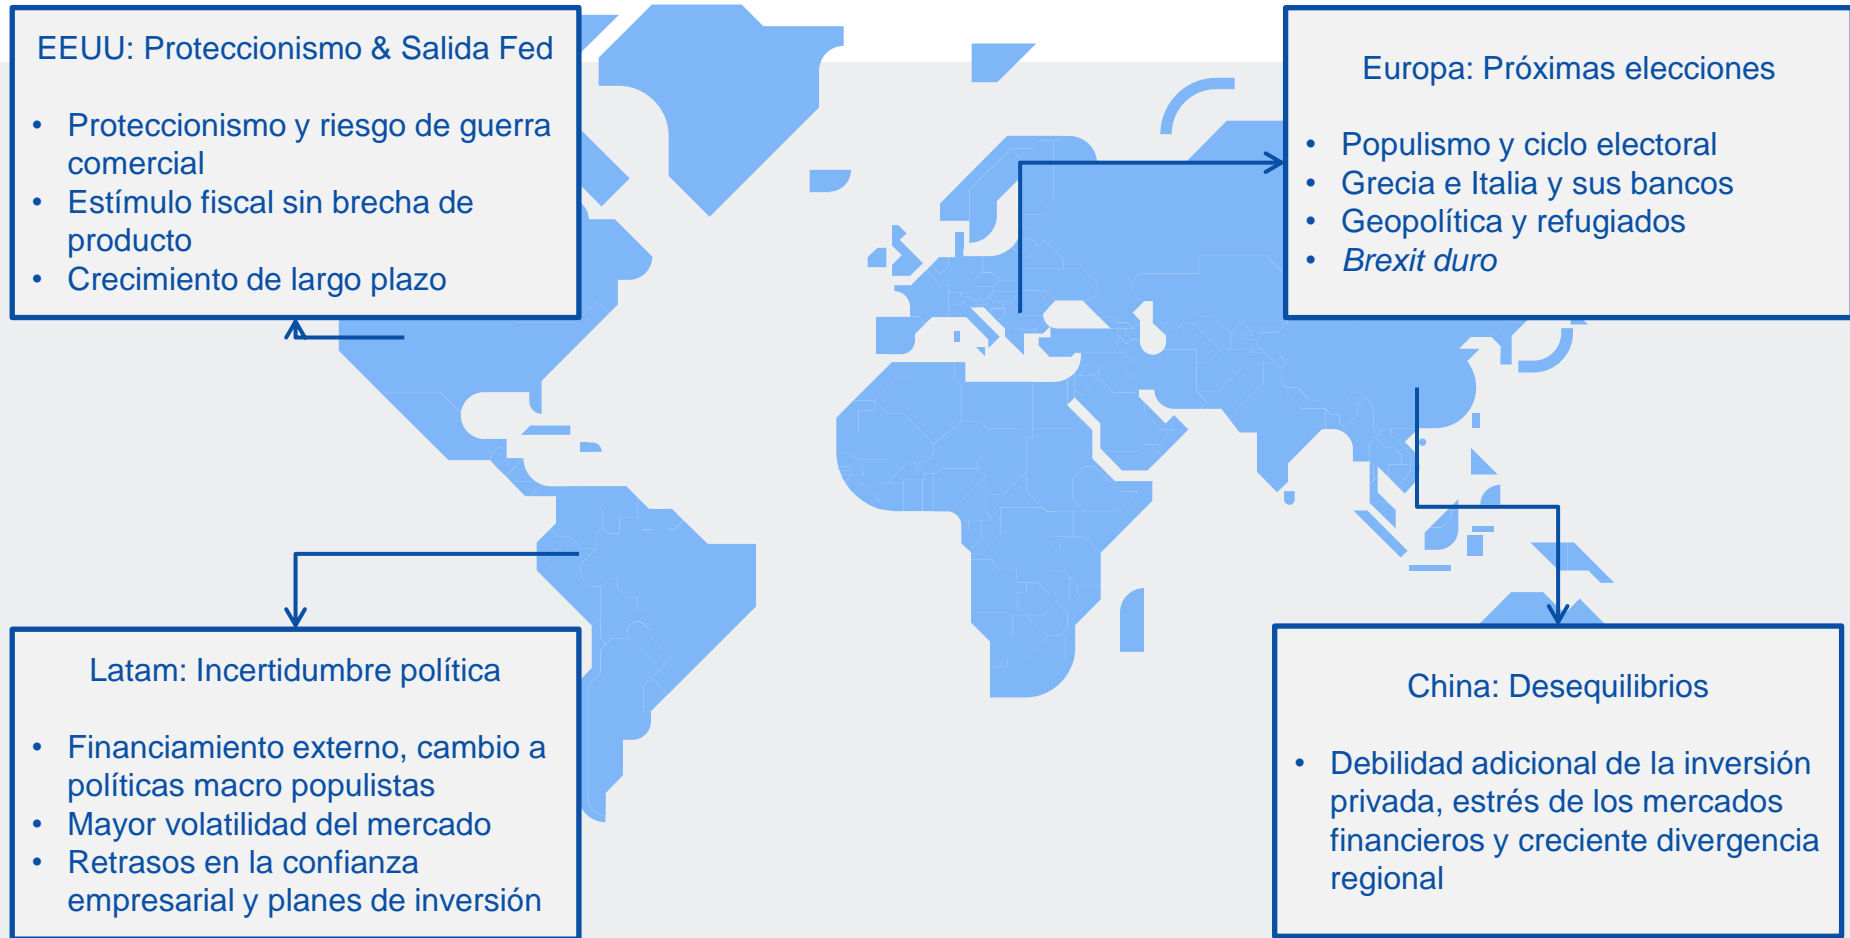 EEUU: Proteccionismo & Salida Fed
• Proteccionismo y riesgo de guerra
comercial
• Estímulo fiscal sin brecha de
producto
• Crecimiento de largo plazo
Europa: Próximas elecciones
• Populismo y ciclo electoral
• Grecia e Italia y sus bancos
• Geopolítica y refugiados
• Brexit duro
Latam: Incertidumbre política
• Financiamiento externo, cambio a
políticas macro populistas
• Mayor volatilidad del mercado
• Retrasos en la confianza
empresarial y planes de inversión
China: Desequilibrios
• Debilidad adicional de la inversión
privada, estrés de los mercados
financieros y creciente divergencia
regional